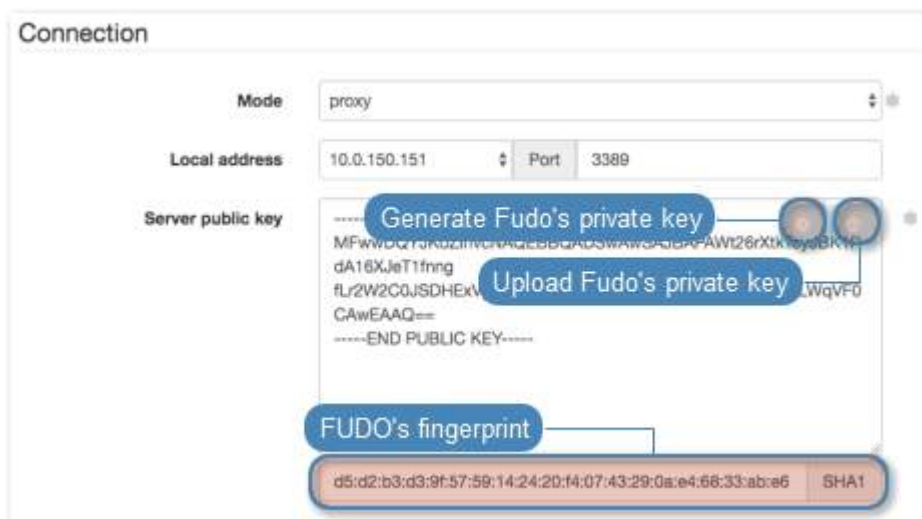 Connection
Mode
proxy
Local address
10.0.150.151
Port
3389
Server public key
Generate Fudo's private key
dA16XJeT1fnng
Upload Fudo's private key
CAwEAAQ==
-----END PUBLIC KEY-----
FUDO's fingerprint
d5:d2:b3:d3:9f:57:59:14:24:20:f4:07:43:29:0a:e4:68:33:ab:e6
SHA1